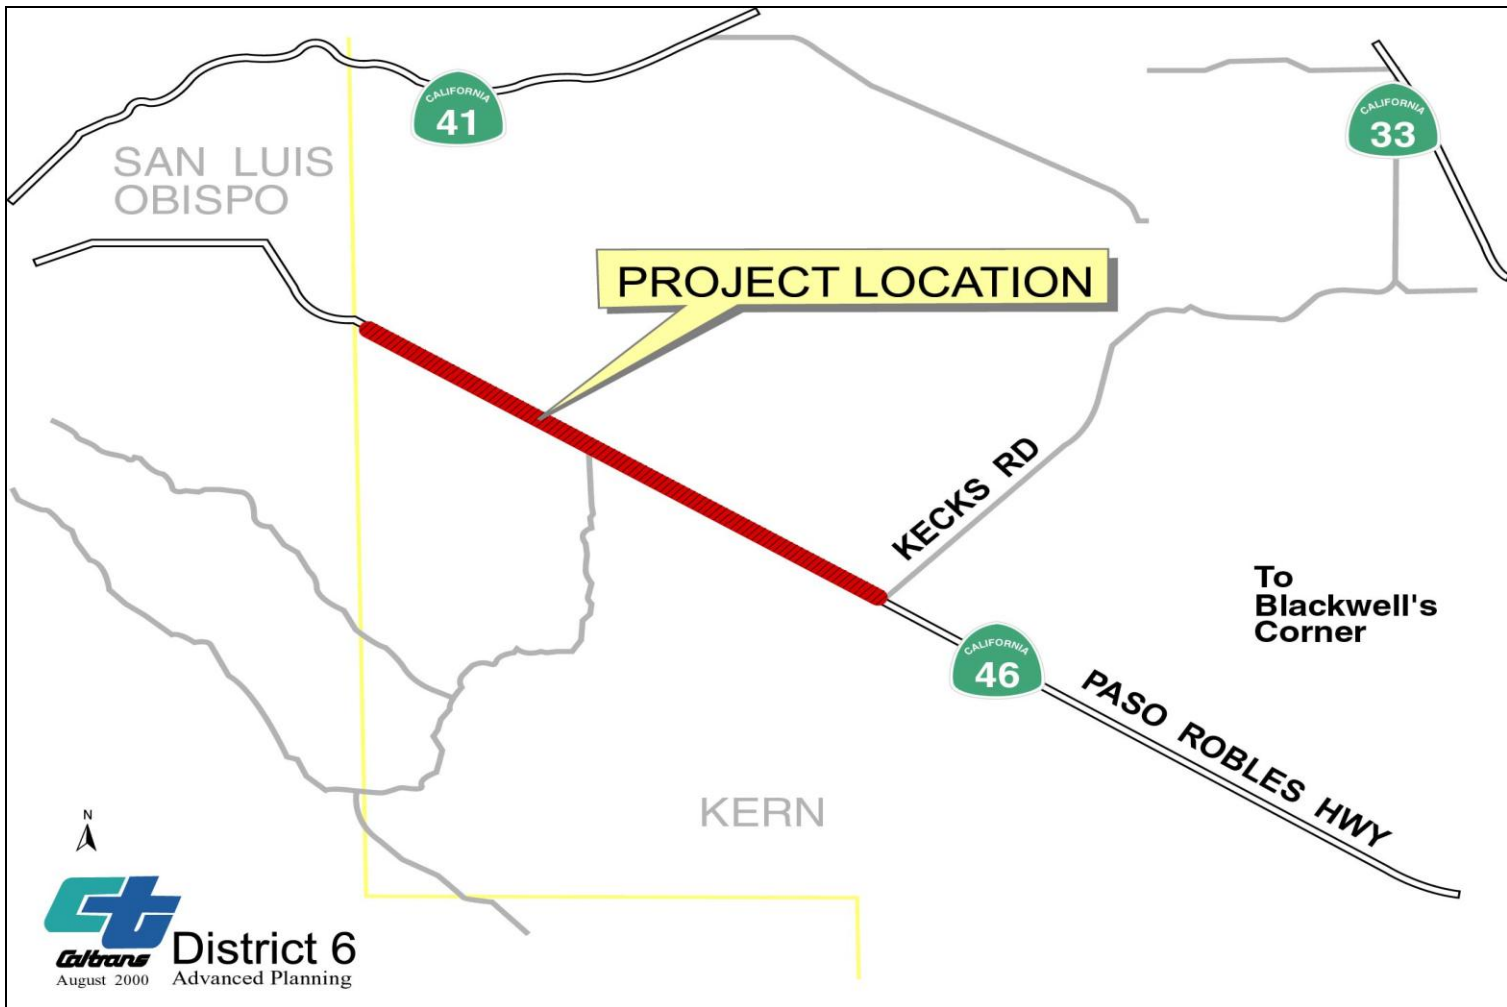 CALIFORNIA
41
CALIFORNIA
33
SAN LUIS
OBISPO
PROJECT LOCATION
KECKS RD
To
Blackwell's
Corner
CALIFORNIA
46
PASO ROBLES HWY
KERN
N
Ct
Caltrans
District 6
August 2000
Advanced Planning